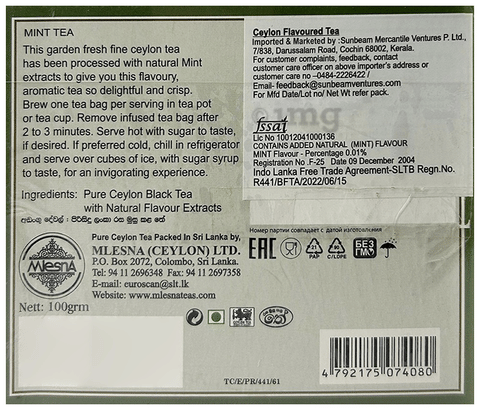 MINT TEA
This garden fresh fine ceylon tea
has been processed with natural Mint
extracts to give you this flavoury,
aromatic tea so delightful and crisp.
Brew one tea bag per serving in tea pot
or tea cup. Remove infused tea bag after
2 to 3 minutes. Serve hot with sugar to taste,
if desired. If preferred cold, chill in refrigerator
and serve over cubes of ice, with sugar syrup
to taste, for an invigorating experience.
Ingredients: Pure Ceylon Black Tea
with Natural Flavour Extracts
Ceylon Flavoured Tea
Imported & Marketed by :Sunbeam Mercantile Ventures P. Ltd.,
7/838, Darussalam Road, Cochin 68002, Kerala.
For customer complaints, feedback, contact
customer care officer on above importer's address or
customer care no –0484-2226422 /
Email- feedback@sunbeamventures.com
For Mfd Date/Lot no/ Net Wt refer pack.
fssai
Lic No 10012041000136
CONTAINS ADDED NATURAL (MINT) FLAVOUR
MINT Flavour - Percentage 0.01%
Registration No .F-25 Date 09 December 2004
Indo Lanka Free Trade Agreement-SLTB Regn.No.
R441/BFTA/2022/06/15
Номер партии совпадает с датой изготовления
EAC
21
PAP
90
C/LDPE
БЕЗ
ГМО
MlesnA
Pure Ceylon Tea Packed In Sri Lanka by,
MLESNA (CEYLON) LTD.
P.O. Box 2072, Colombo, Sri Lanka.
Tel: 94 11 2696348 Fax: 94 11 2697358
E-mail: euroscan@slt.lk
Website: www.mlesnateas.com
Nett: 100grm
4 792175 074080
TC/E/PR/441/61